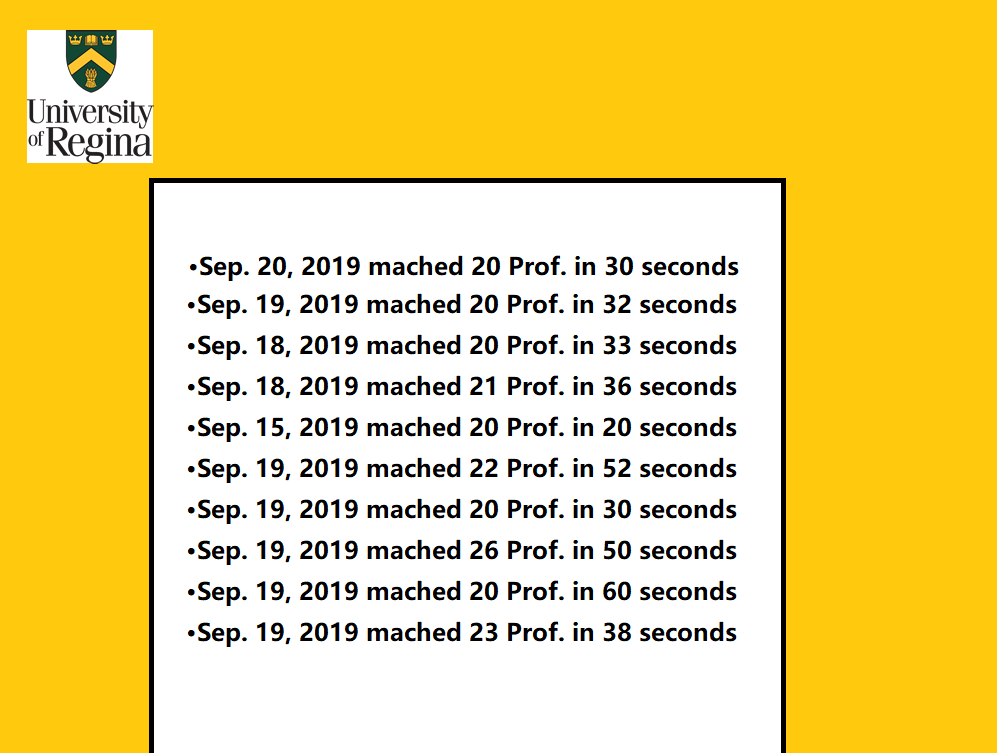 University
of Regina
•Sep. 20, 2019 mached 20 Prof. in 30 seconds
•Sep. 19, 2019 mached 20 Prof. in 32 seconds
•Sep. 18, 2019 mached 20 Prof. in 33 seconds
•Sep. 18, 2019 mached 21 Prof. in 36 seconds
•Sep. 15, 2019 mached 20 Prof. in 20 seconds
•Sep. 19, 2019 mached 22 Prof. in 52 seconds
•Sep. 19, 2019 mached 20 Prof. in 30 seconds
•Sep. 19, 2019 mached 26 Prof. in 50 seconds
•Sep. 19, 2019 mached 20 Prof. in 60 seconds
•Sep. 19, 2019 mached 23 Prof. in 38 seconds